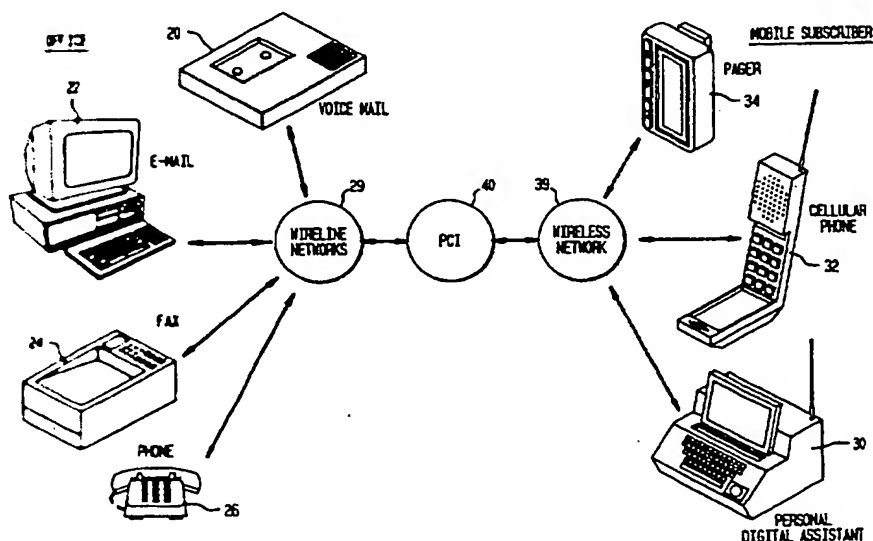 OFFICE
20
VOICE MAIL
22
E-MAIL
24
FAX
PHONE
26
29
WIRELINE
NETWORKS
40
PCI
39
WIRELESS
NETWORK
MOBILE SUBSCRIBER
PAGER
34
CELLULAR
PHONE
32
30
PERSONAL
DIGITAL ASSISTANT